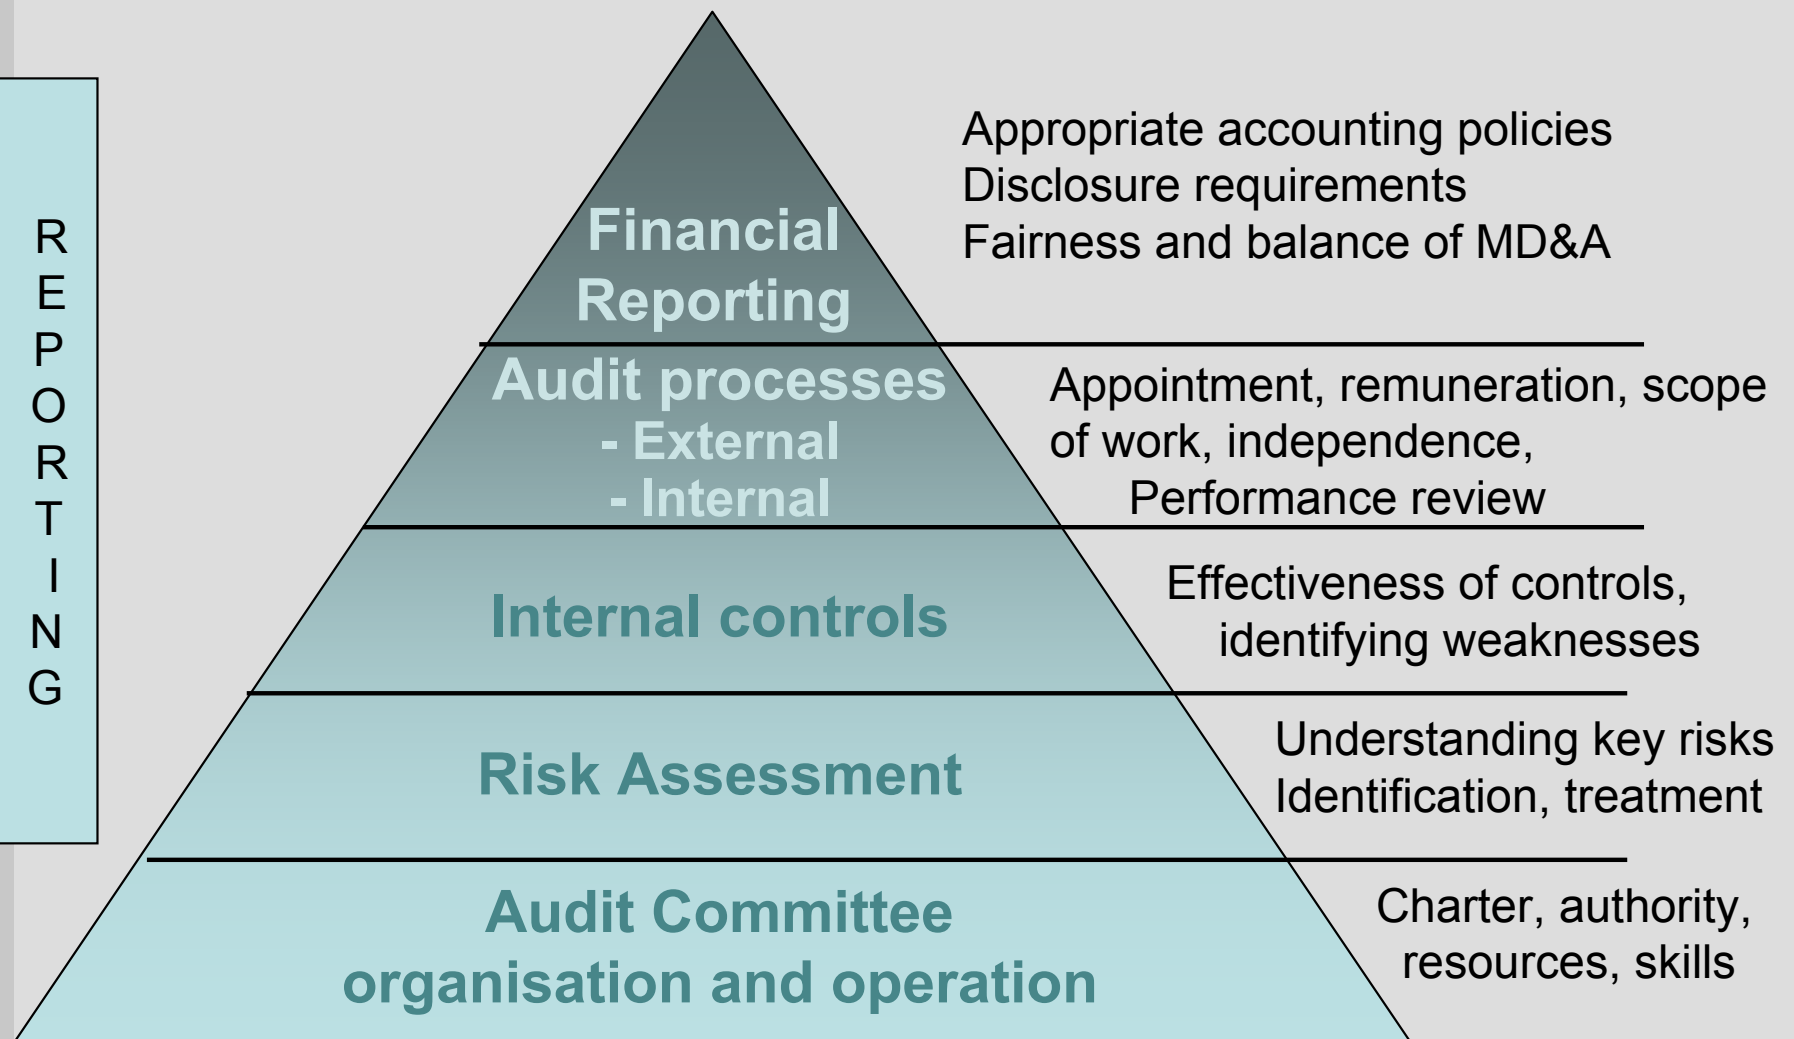 R
E
P
O
R
T
I
N
G
Financial
Reporting
Appropriate accounting policies
Disclosure requirements
Fairness and balance of MD&A
Audit processes
- External
- Internal
Appointment, remuneration, scope
of work, independence,
Performance review
Internal controls
Effectiveness of controls,
identifying weaknesses
Risk Assessment
Understanding key risks
Identification, treatment
Audit Committee
organisation and operation
Charter, authority,
resources, skills